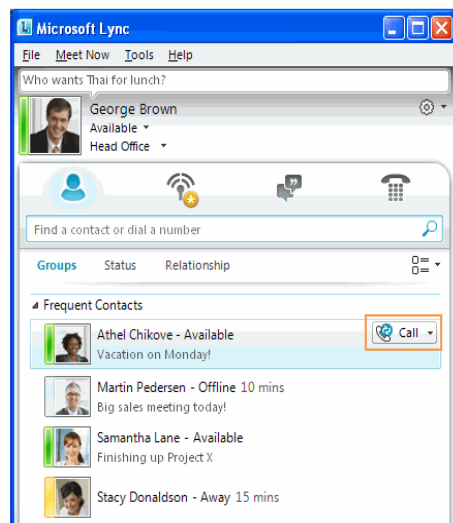 Microsoft Lync
File Meet Now Tools Help
Who wants Thai for lunch?
George Brown
Available
Head Office
Find a contact or dial a number
Groups Status Relationship
Frequent Contacts
Athel Chikove - Available
Call
Vacation on Monday!
Martin Pedersen - Offline 10 mins
Big sales meeting today!
Samantha Lane - Available
Finishing up Project X
Stacy Donaldson - Away 15 mins